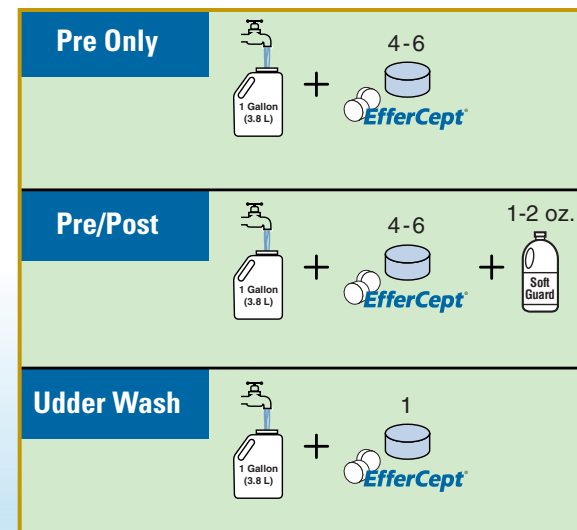 Pre Only
1 Gallon
(3.8 L)
+
4-6
EfferCept®
Pre/Post
1 Gallon
(3.8 L)
+
4-6
EfferCept®
+
1-2 oz.
Soft
Guard
Udder Wash
1 Gallon
(3.8 L)
+
1
EfferCept®